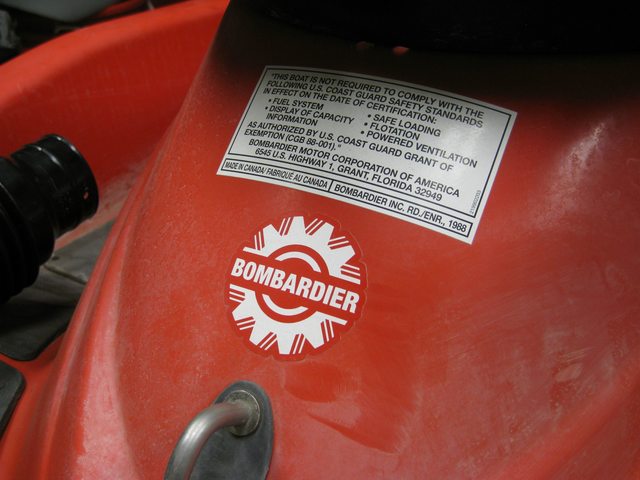 "THIS BOAT IS NOT REQUIRED TO COMPLY WITH THE
FOLLOWING U.S. COAST GUARD SAFETY STANDARDS
IN EFFECT ON THE DATE OF CERTIFICATION:
• FUEL SYSTEM • SAFE LOADING
• DISPLAY OF CAPACITY • FLOTATION
INFORMATION • POWERED VENTILATION
AS AUTHORIZED BY U.S. COAST GUARD GRANT OF
EXEMPTION (CGB 88-001)."
BOMBARDIER MOTOR CORPORATION OF AMERICA
6545 U.S. HIGHWAY 1, GRANT, FLORIDA 32949
MADE IN CANADA/FABRIQUE AU CANADA BOMBARDIER INC. RD./ENR., 1988
BOMBARDIER